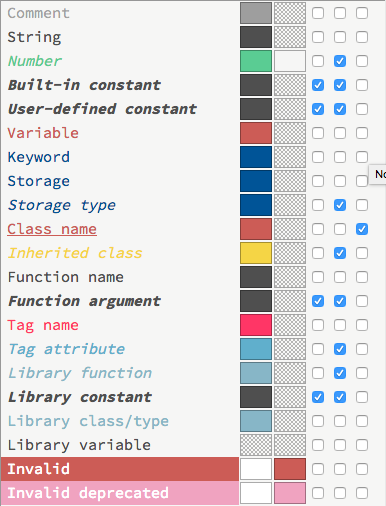 Comment
String
Number
Built-in constant
User-defined constant
Variable
Keyword
Storage
Storage type
Class name
Inherited class
Function name
Function argument
Tag name
Tag attribute
Library function
Library constant
Library class/type
Library variable
Invalid
Invalid deprecated